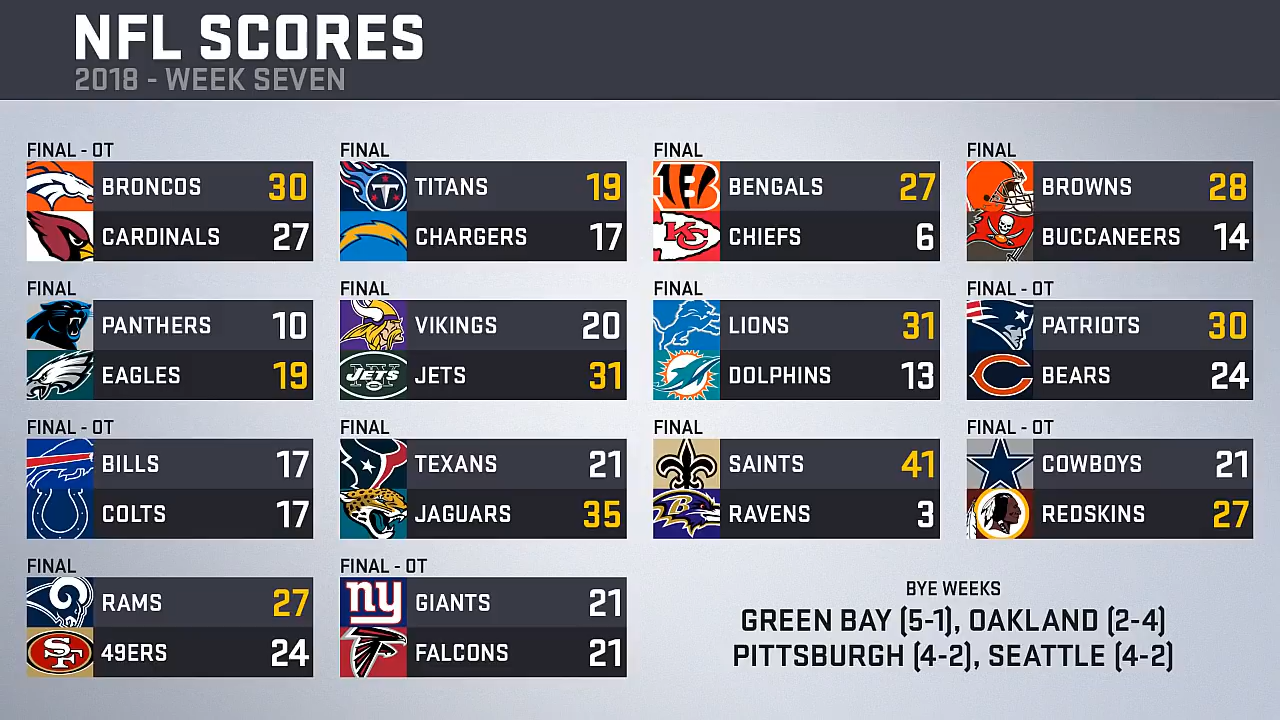 NFL SCORES
2018 - WEEK SEVEN
FINAL - OT
BRONCOS 30
CARDINALS 27
FINAL
TITANS 19
CHARGERS 17
FINAL
BENGALS 27
CHIEFS 6
FINAL
BROWNS 28
BUCCANEERS 14
FINAL
PANTHERS 10
EAGLES 19
FINAL
VIKINGS 20
JETS JETS 31
FINAL
LIONS 31
DOLPHINS 13
FINAL - OT
PATRIOTS 30
BEARS 24
FINAL - OT
BILLS 17
COLTS 17
FINAL
TEXANS 21
JAGUARS 35
FINAL
SAINTS 41
B RAVENS 3
FINAL - OT
COWBOYS 21
REDSKINS 27
FINAL
RAMS 27
SF 49ERS 24
FINAL - OT
ny GIANTS 21
FALCONS 21
BYE WEEKS
GREEN BAY (5-1), OAKLAND (2-4)
PITTSBURGH (4-2), SEATTLE (4-2)